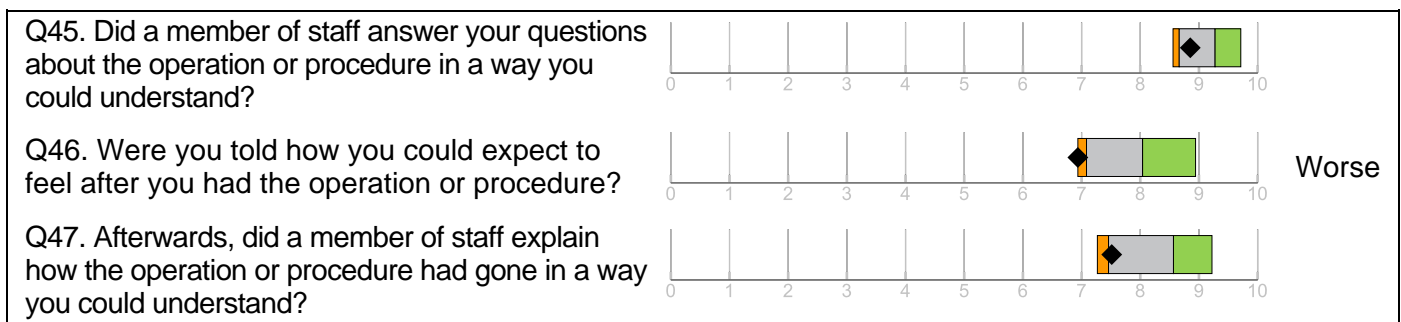 Q45. Did a member of staff answer your questions
about the operation or procedure in a way you
could understand?
0 1 2 3 4 5 6 7 8 9 10
Q46. Were you told how you could expect to
feel after you had the operation or procedure?
Worse
0 1 2 3 4 5 6 7 8 9 10
Q47. Afterwards, did a member of staff explain
how the operation or procedure had gone in a way
you could understand?
0 1 2 3 4 5 6 7 8 9 10